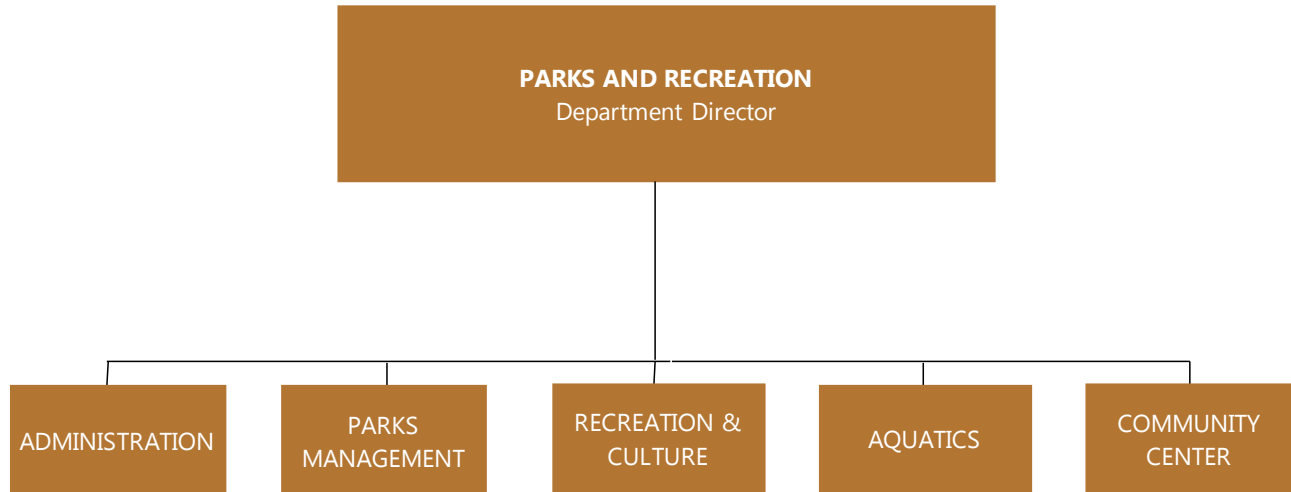 PARKS AND RECREATION
Department Director
ADMINISTRATION
PARKS
MANAGEMENT
RECREATION &
CULTURE
AQUATICS
COMMUNITY
CENTER